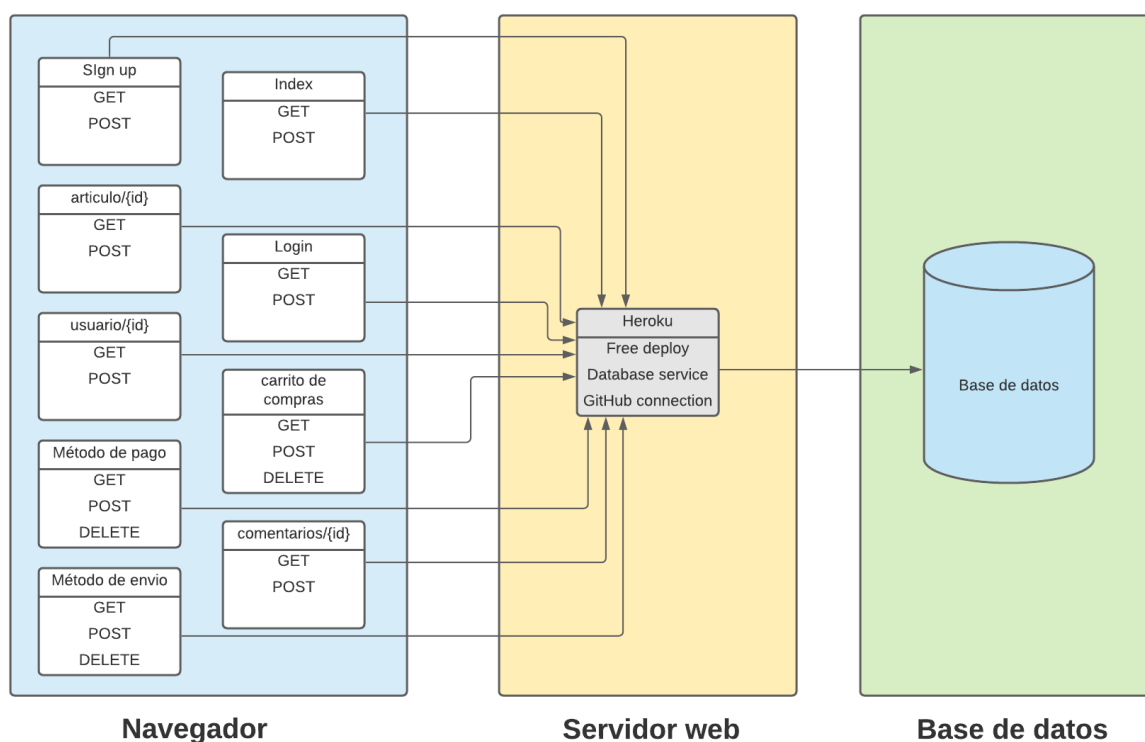 SIgn up
GET
POST
Index
GET
POST
articulo/{id}
GET
POST
Login
GET
POST
usuario/{id}
GET
POST
carrito de
compras
GET
POST
DELETE
Método de pago
GET
POST
DELETE
comentarios/{id}
GET
POST
Método de envio
GET
POST
DELETE
Heroku
Free deploy
Database service
GitHub connection
Base de datos
Navegador
Servidor web
Base de datos